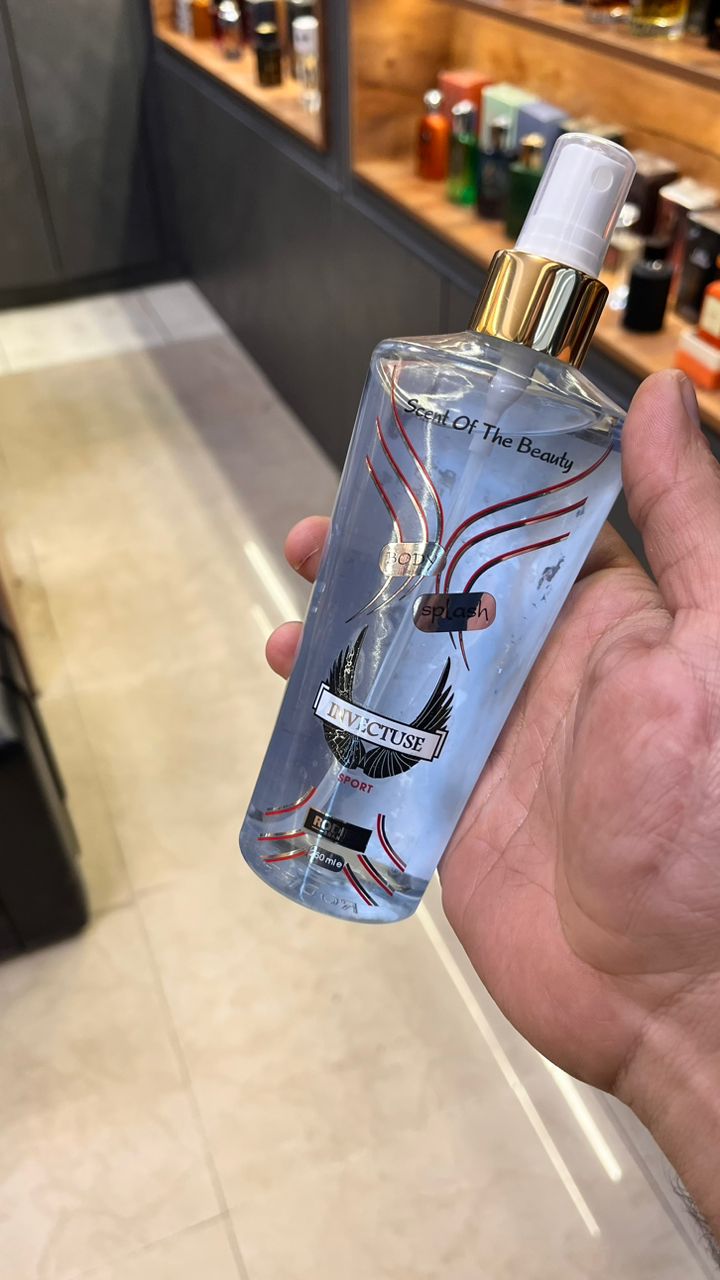 Scent Of The Beauty
BODY
splash
INVECTUSE
SPORT
250 ml e